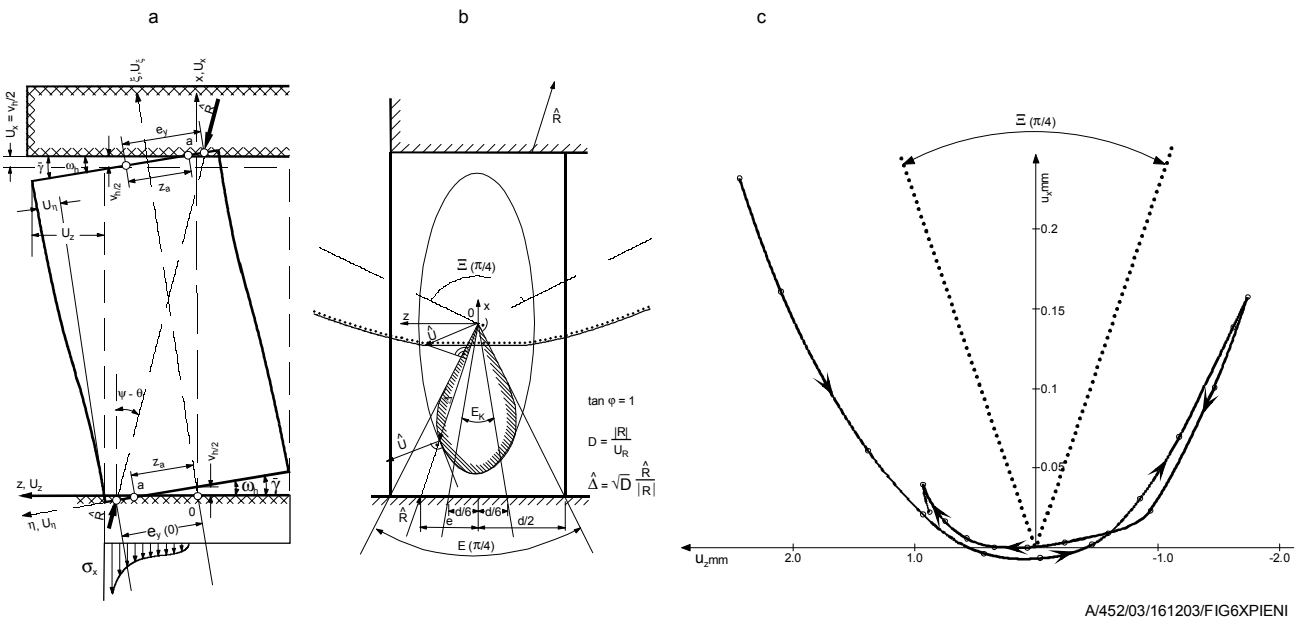 a
b
c
U_x = v_h/2
ξ, U_ξ
x, U_x
R̂
e_y
a
γ̄
ω_h
v_h/2
z_a
U_η
U_z
ψ - θ
v_h/2
z_a
z, U_z
a
ω_h
γ̄
η, U_η
R̂
0
e_y (0)
σ_x
R̂
Ξ (π/4)
0
x
z
Û
E_K
Û
R̂
d/6
d/6
e
d/2
E (π/4)
tan φ = 1
D = |R| / U_R
Δ̂ = √D R̂ / |R|
Ξ (π/4)
u_x mm
0.2
0.15
0.1
0.05
u_z mm
2.0
1.0
0
-1.0
-2.0
A/452/03/161203/FIG6XPIENI